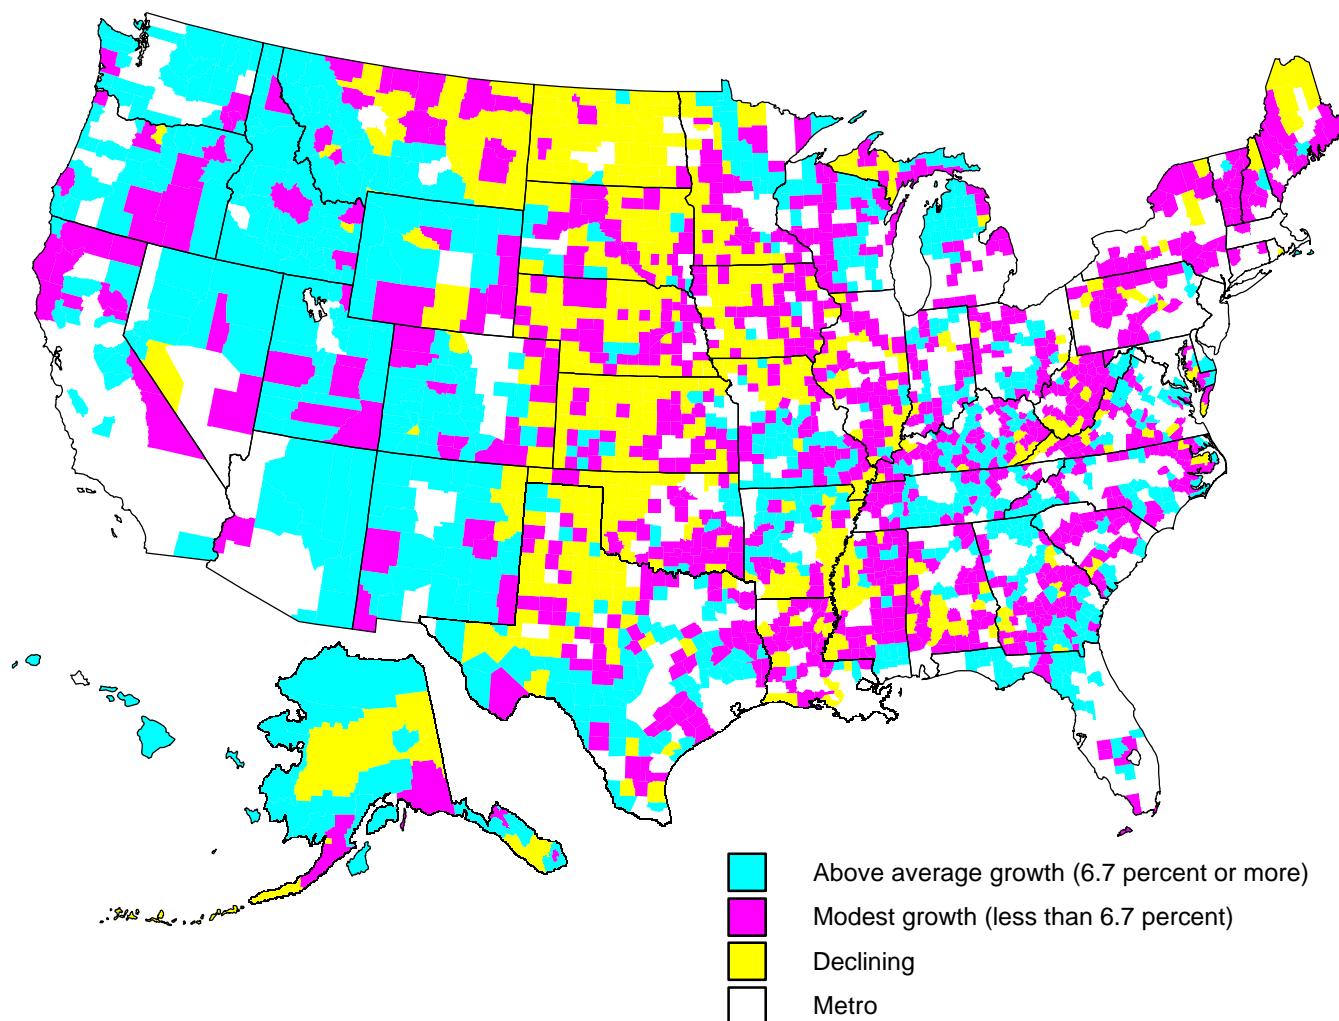 Above average growth (6.7 percent or more)
Modest growth (less than 6.7 percent)
Declining
Metro